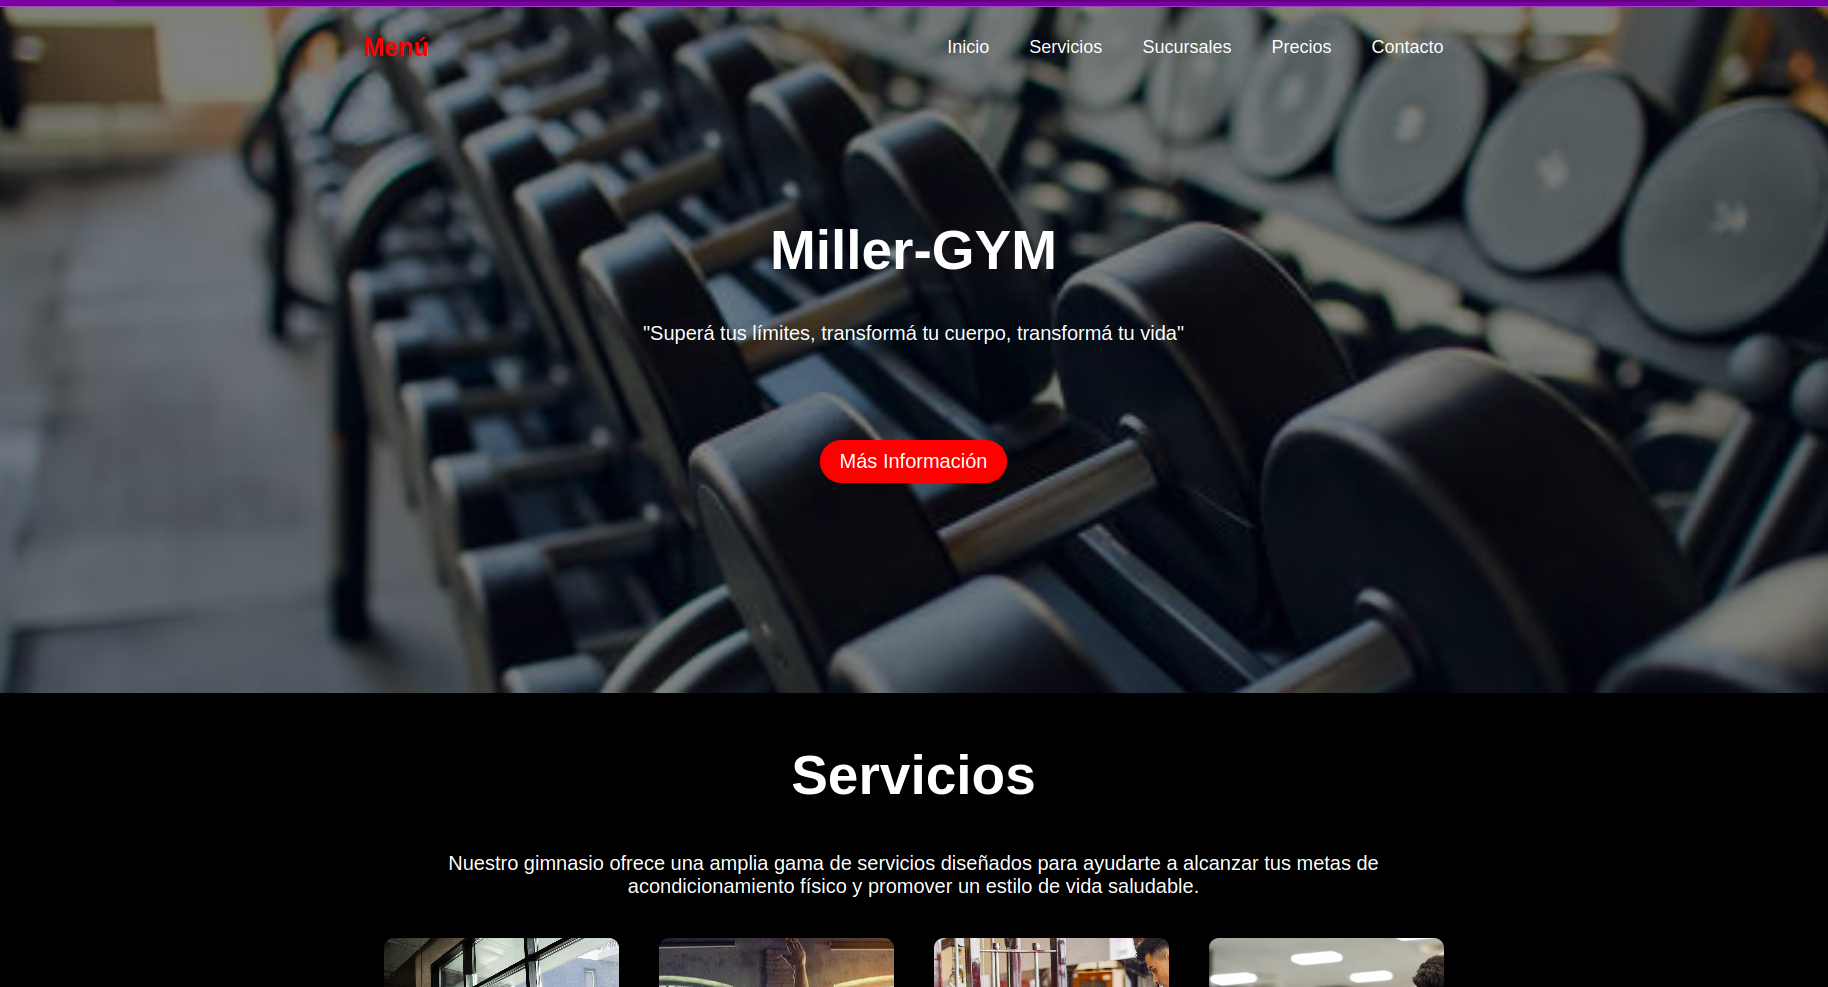 Menú
Inicio
Servicios
Sucursales
Precios
Contacto
Miller-GYM
"Superá tus límites, transformá tu cuerpo, transformá tu vida"
Más Información
Servicios
Nuestro gimnasio ofrece una amplia gama de servicios diseñados para ayudarte a alcanzar tus metas de
acondicionamiento físico y promover un estilo de vida saludable.